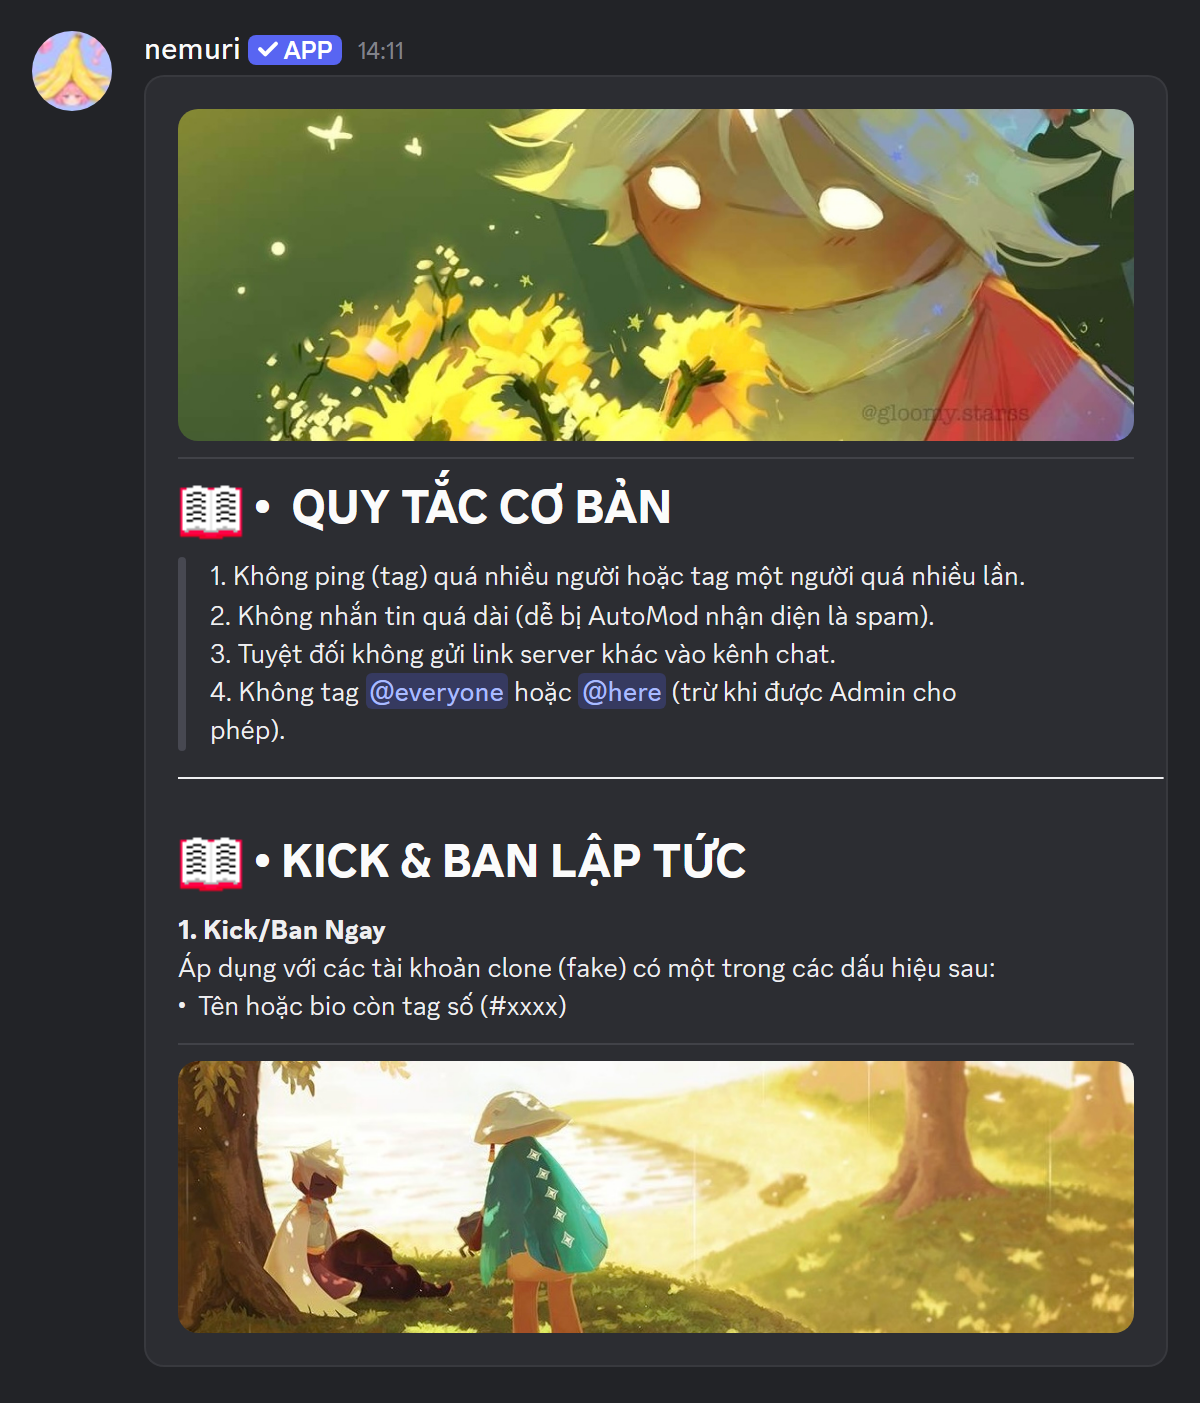 nemuri APP 14:11
@gloomy.starss
• QUY TẮC CƠ BẢN
1. Không ping (tag) quá nhiều người hoặc tag một người quá nhiều lần.
2. Không nhắn tin quá dài (dễ bị AutoMod nhận diện là spam).
3. Tuyệt đối không gửi link server khác vào kênh chat.
4. Không tag @everyone hoặc @here (trừ khi được Admin cho
phép).
• KICK & BAN LẬP TỨC
1. Kick/Ban Ngay
Áp dụng với các tài khoản clone (fake) có một trong các dấu hiệu sau:
• Tên hoặc bio còn tag số (#xxxx)